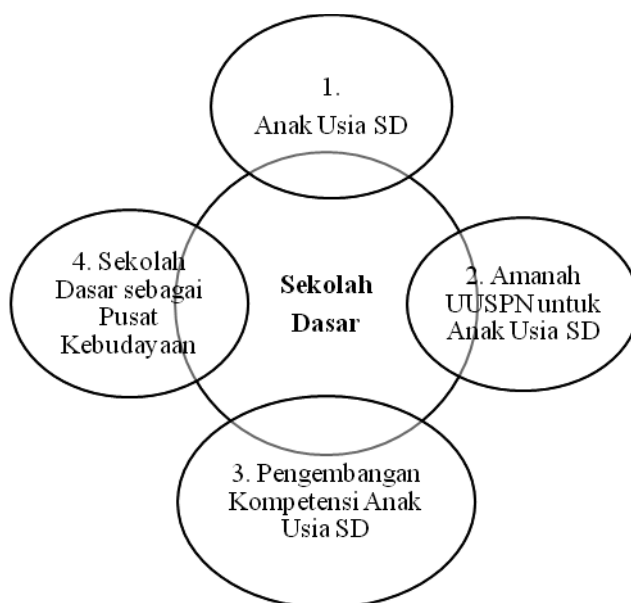 1.
Anak Usia SD
4. Sekolah
Dasar sebagai
Pusat
Kebudayaan
Sekolah
Dasar
2. Amanah
UUSPN untuk
Anak Usia SD
3. Pengembangan
Kompetensi Anak
Usia SD